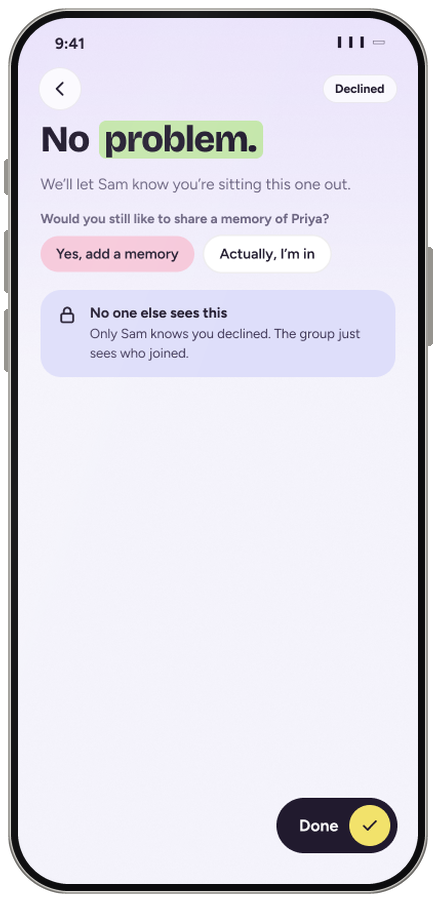 9:41
Declined
No problem.
We’ll let Sam know you’re sitting this one out.
Would you still like to share a memory of Priya?
Yes, add a memory
Actually, I’m in
No one else sees this
Only Sam knows you declined. The group just
sees who joined.
Done